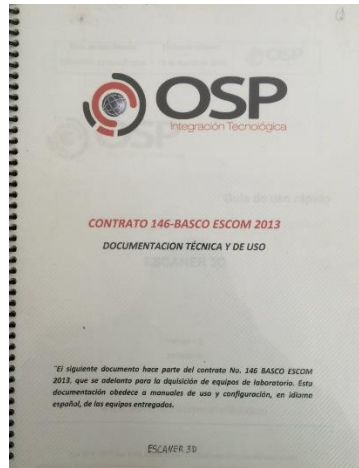 OSP
Integración Tecnológica
CONTRATO 146-BASCO ESCOM 2013
DOCUMENTACION TÉCNICA Y DE USO
"El siguiente documento hace parte del contrato No. 146 BASCO ESCOM
2013, que se adelanto para la dquisición de equipos de laboratorio. Esta
documentación obedece a manuales de uso y configuración, en idioma
español, de los equipos entregados.
ESCANER 3D